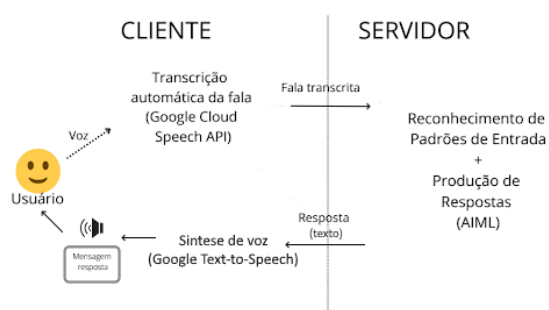 CLIENTE
SERVIDOR
Transcrição
automática da fala
(Google Cloud
Speech API)
Fala transcrita
Reconhecimento de
Padrões de Entrada
+
Produção de
Respostas
(AIML)
Voz
Usuário
Resposta
(texto)
Sintese de voz
(Google Text-to-Speech)
Mensagem
resposta